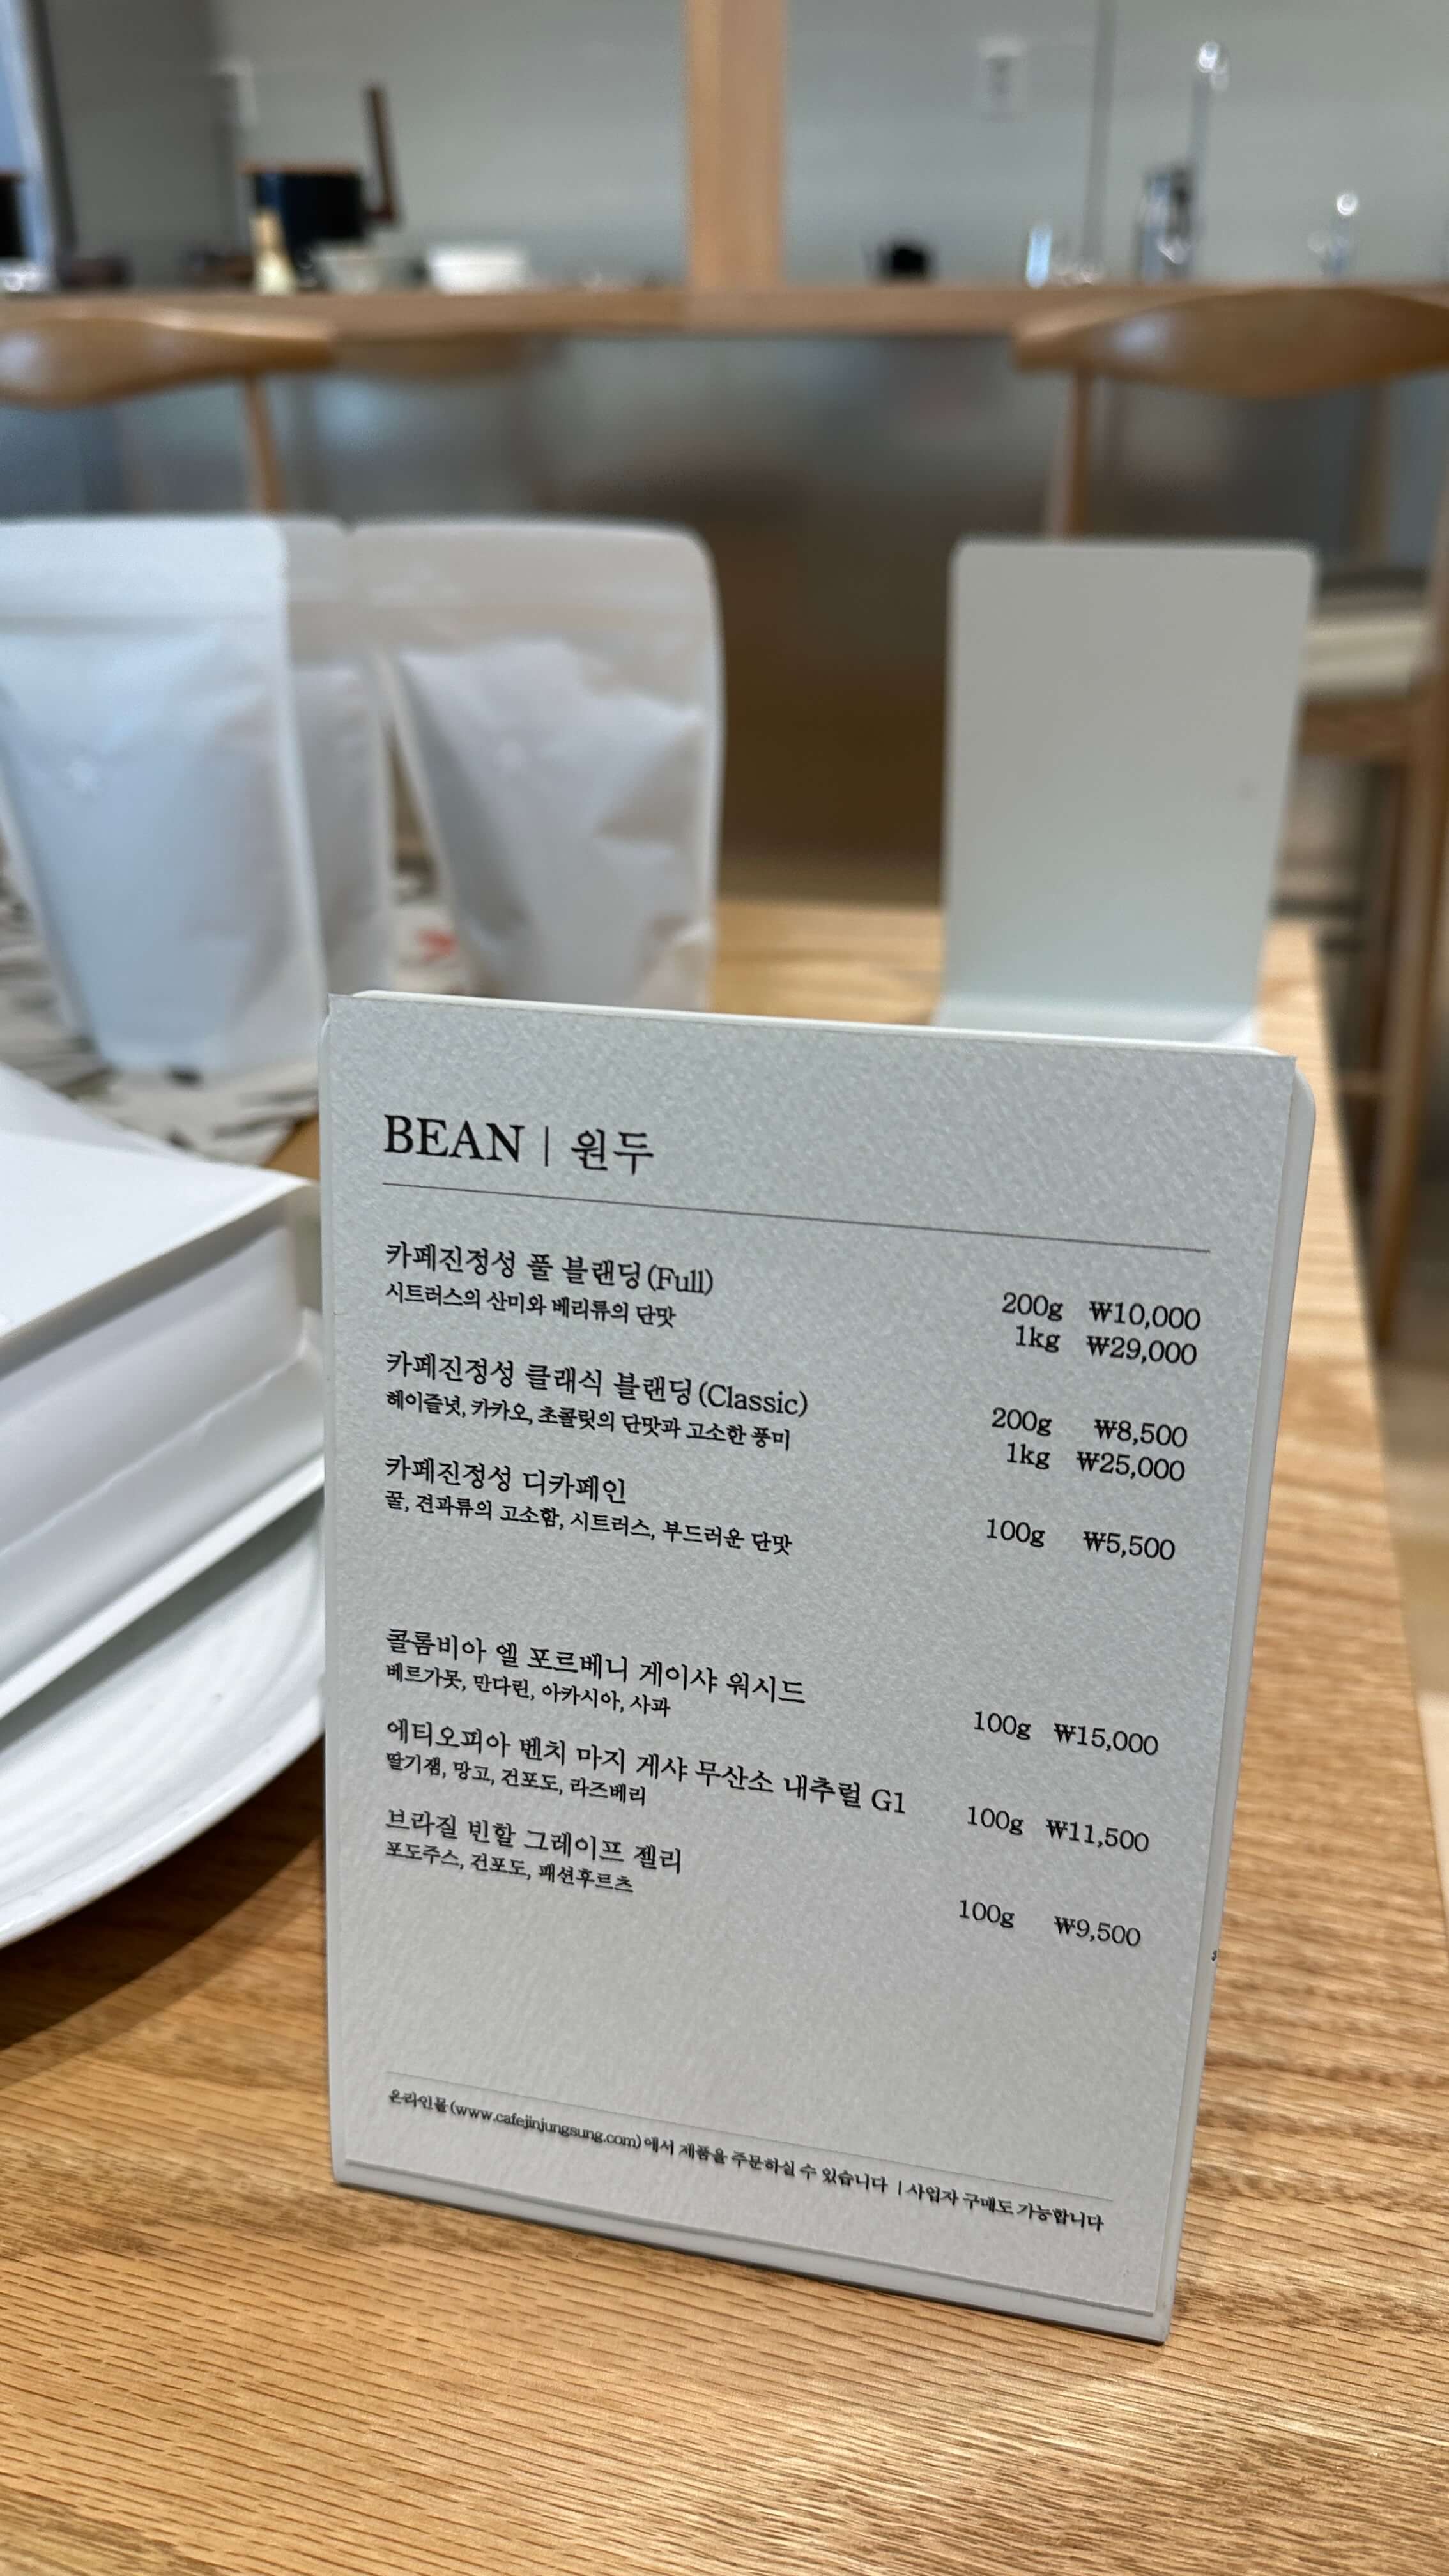 BEAN | 원두
카페진정성 풀 블랜딩(Full)
시트러스의 산미와 베리류의 단맛
200g ₩10,000
1kg ₩29,000
카페진정성 클래식 블랜딩(Classic)
헤이즐넛, 카카오, 초콜릿의 단맛과 고소한 풍미
200g ₩8,500
1kg ₩25,000
카페진정성 디카페인
꿀, 견과류의 고소함, 시트러스, 부드러운 단맛
100g ₩5,500
콜롬비아 엘 포르베니 게이샤 워시드
베르가못, 만다린, 아카시아, 사과
100g ₩15,000
에티오피아 벤치 마지 게샤 무산소 내추럴 G1
딸기잼, 망고, 건포도, 라즈베리
100g ₩11,500
브라질 빈할 그레이프 젤리
포도주스, 건포도, 패션후르츠
100g ₩9,500
온라인몰(www.cafejinjungsung.com)에서 제품을 주문하실 수 있습니다 | 사업자 구매도 가능합니다